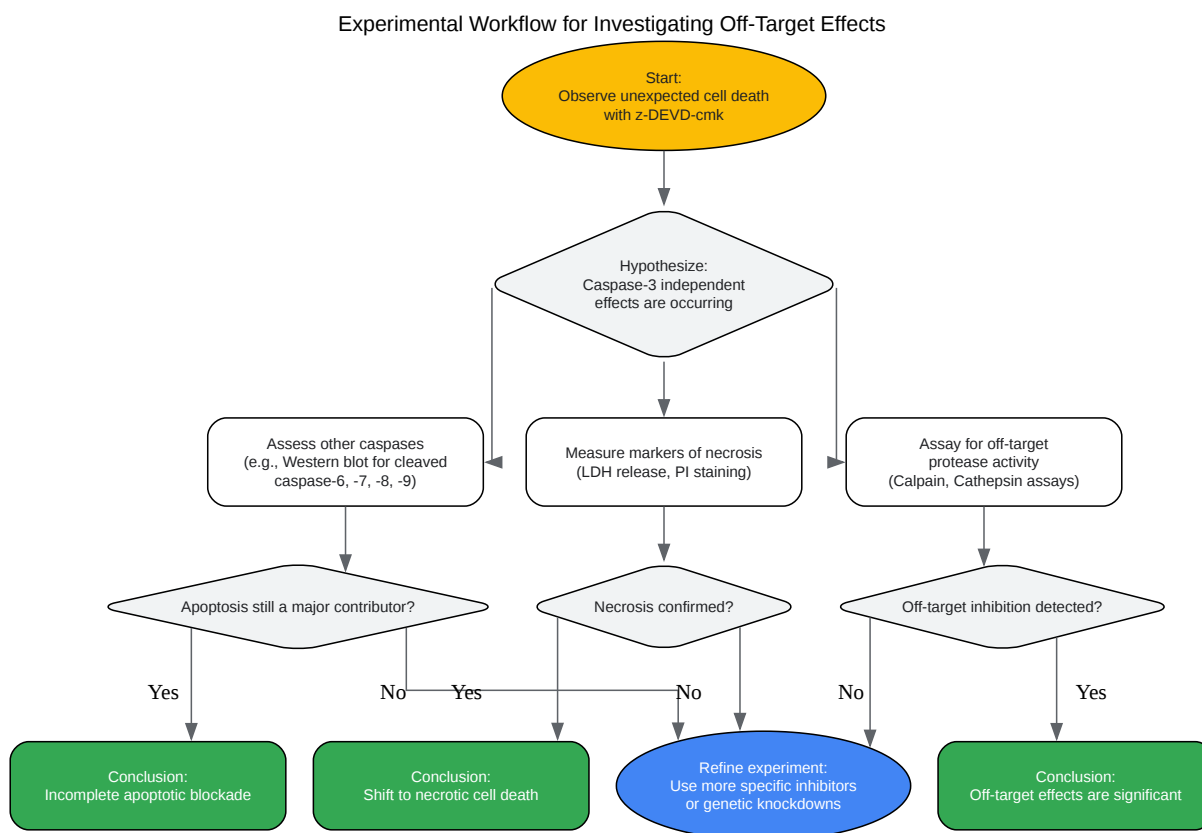 Experimental Workflow for Investigating Off-Target Effects
Start:
Observe unexpected cell death
with z-DEVD-cmk
Hypothesize:
Caspase-3 independent
effects are occurring
Assess other caspases
(e.g., Western blot for cleaved
caspase-6, -7, -8, -9)
Measure markers of necrosis
(LDH release, PI staining)
Assay for off-target
protease activity
(Calpain, Cathepsin assays)
Apoptosis still a major contributor?
Necrosis confirmed?
Off-target inhibition detected?
Yes
No
Yes
No
No
Yes
Conclusion:
Incomplete apoptotic blockade
Conclusion:
Shift to necrotic cell death
Refine experiment:
Use more specific inhibitors
or genetic knockdowns
Conclusion:
Off-target effects are significant